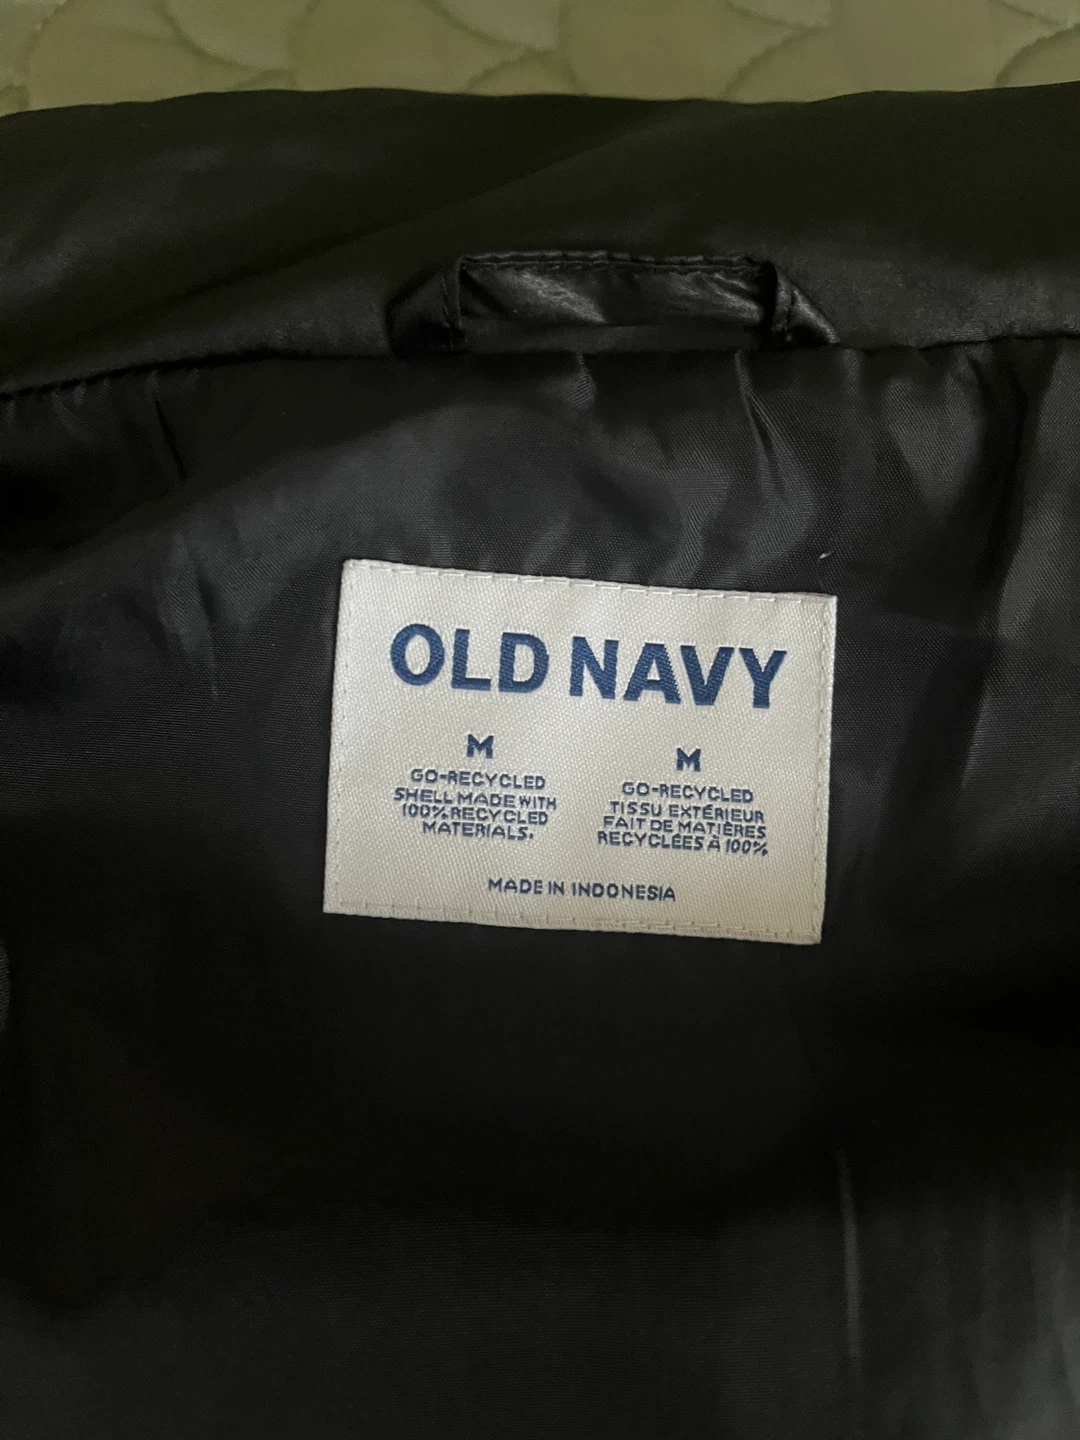 OLD NAVY
M
GO-RECYCLED
SHELL MADE WITH
100% RECYCLED
MATERIALS.
M
GO-RECYCLED
TISSU EXTÉRIEUR
FAIT DE MATIÈRES
RECYCLÉES À 100%
MADE IN INDONESIA